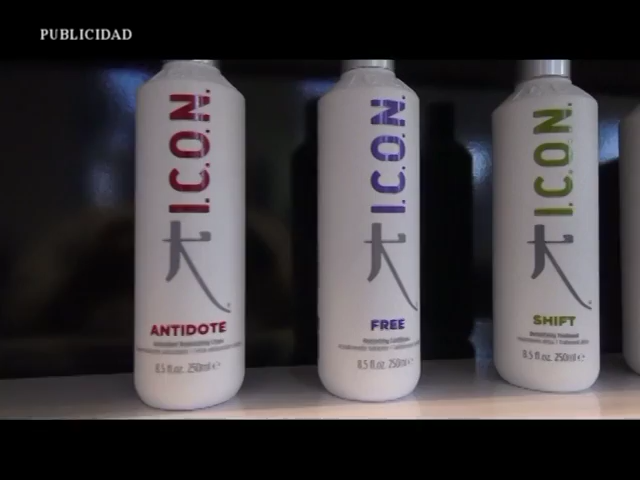 PUBLICIDAD
I.C.O.N.
ANTIDOTE
8.5 fl.oz. 250ml e
I.C.O.N.
FREE
8.5 fl.oz. 250ml e
I.C.O.N.
SHIFT
8.5 fl.oz. 250ml e